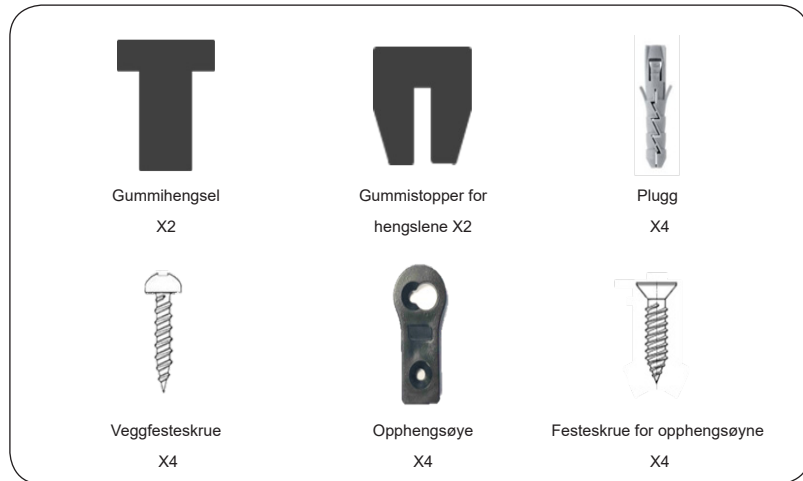 Gummihengsel
X2
Gummistopper for
hengslene X2
Plugg
X4
Veggfesteskrue
X4
Opphengsøye
X4
Festeskrue for opphengsøyne
X4